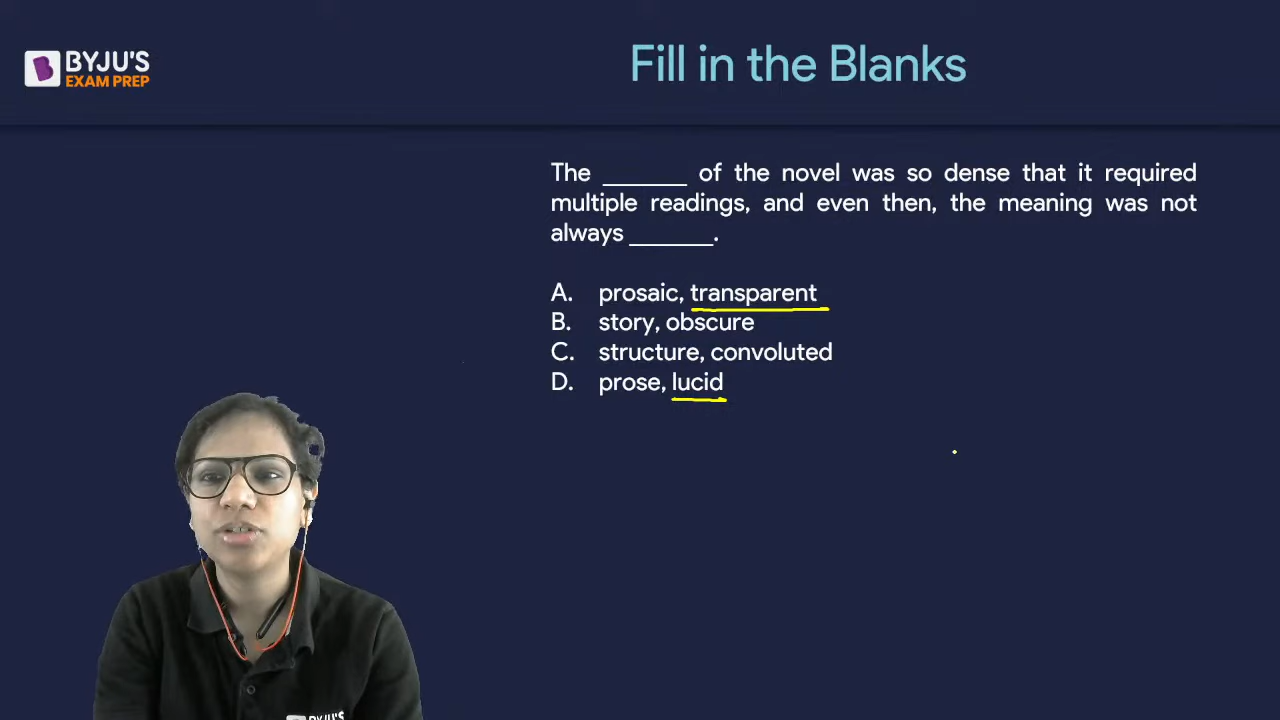 BYJU'S
EXAM PREP
Fill in the Blanks
The _______ of the novel was so dense that it required
multiple readings, and even then, the meaning was not
always _______.
A. prosaic, transparent
B. story, obscure
C. structure, convoluted
D. prose, lucid
BYJU'S